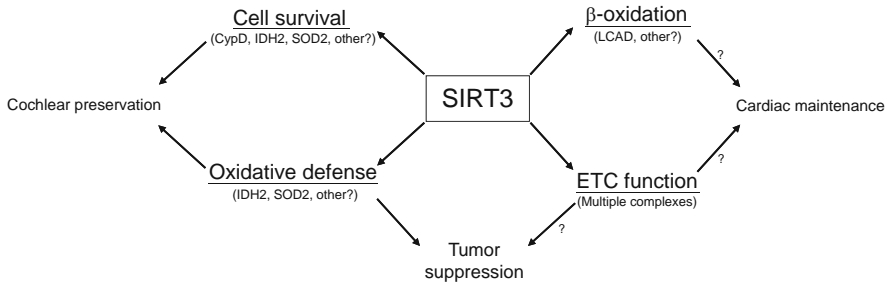 Cell survival
(CypD, IDH2, SOD2, other?)
β-oxidation
(LCAD, other?)
?
Cochlear preservation
SIRT3
Cardiac maintenance
Oxidative defense
(IDH2, SOD2, other?)
ETC function
(Multiple complexes)
?
?
Tumor
suppression